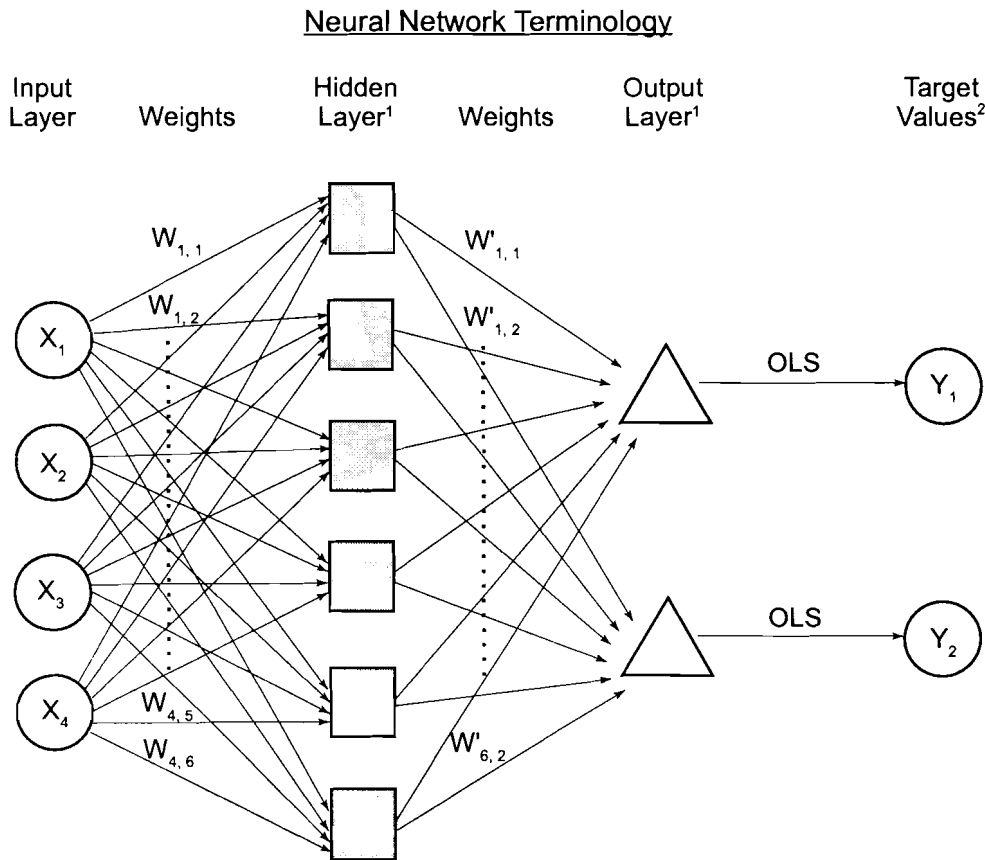 Neural Network Terminology
Input
Layer
Weights
Hidden
Layer¹
Weights
Output
Layer¹
Target
Values²
W1, 1
W'1, 1
W1, 2
W'1, 2
X1
OLS
Y1
X2
X3
OLS
Y2
X4
W4, 5
W4, 6
W'6, 2